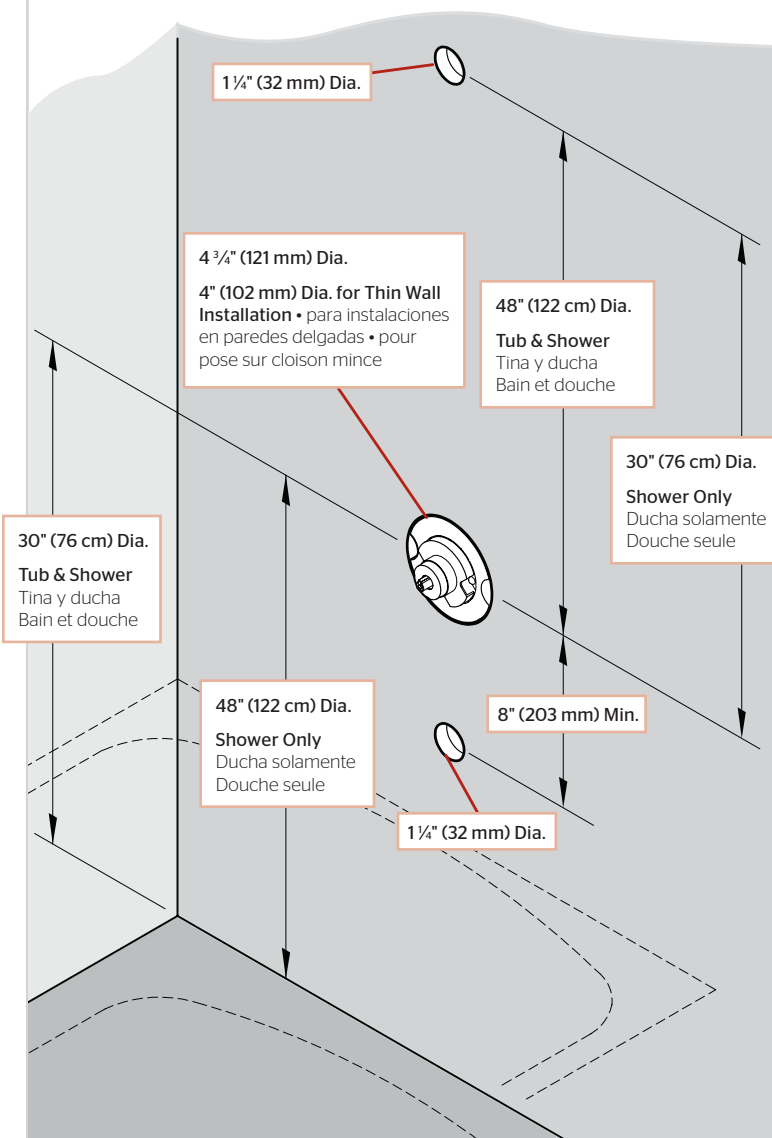 1 ¼" (32 mm) Dia.
4 ¾" (121 mm) Dia.
4" (102 mm) Dia. for Thin Wall
Installation • para instalaciones
en paredes delgadas • pour
pose sur cloison mince
48" (122 cm) Dia.
Tub & Shower
Tina y ducha
Bain et douche
30" (76 cm) Dia.
Shower Only
Ducha solamente
Douche seule
30" (76 cm) Dia.
Tub & Shower
Tina y ducha
Bain et douche
48" (122 cm) Dia.
Shower Only
Ducha solamente
Douche seule
8" (203 mm) Min.
1 ¼" (32 mm) Dia.